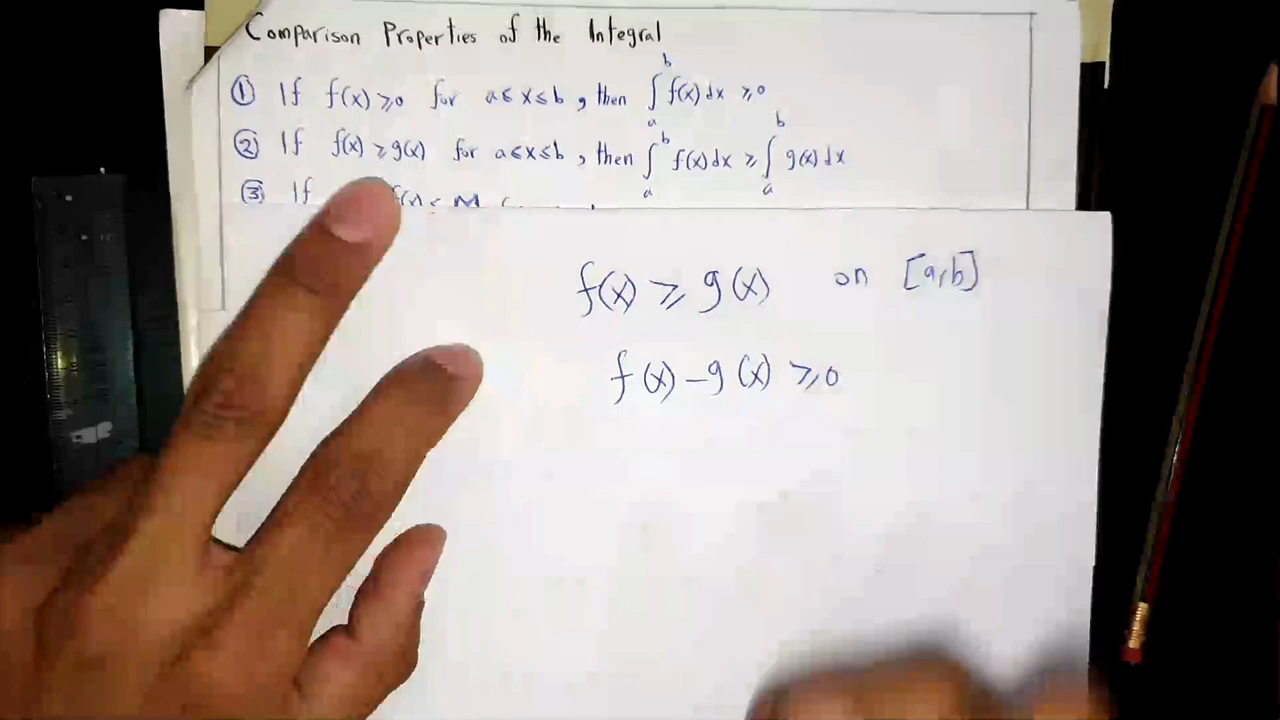 Comparison Properties of the Integral
① If f(x) ⩾ 0 for a ≤ x ≤ b , then ∫_a^b f(x) dx ⩾ 0
② If f(x) ⩾ g(x) for a ≤ x ≤ b , then ∫_a^b f(x) dx ⩾ ∫_a^b g(x) dx
③ If
f(x) ⩾ g(x) on [a,b]
f(x) – g(x) ⩾ 0